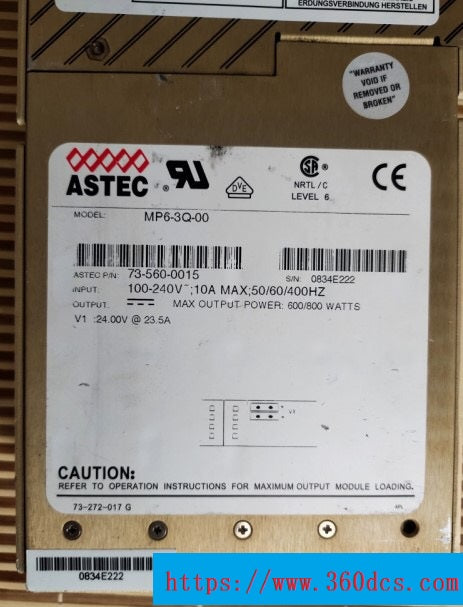 ERDUNGSVERBINDUNG HERSTELLEN
"WARRANTY
VOID IF
REMOVED OR
BROKEN"
ASTEC ®
DVE
NRTL/C
LEVEL 6
MODEL: MP6-3Q-00
ASTEC P/N: 73-560-0015
S/N: 0834E222
INPUT: 100-240V~;10A MAX;50/60/400HZ
OUTPUT: MAX OUTPUT POWER: 600/800 WATTS
V1 :24.00V @ 23.5A
V1
CAUTION:
REFER TO OPERATION INSTRUCTIONS FOR MAXIMUM OUTPUT MODULE LOADING.
73-272-017 G
0834E222
https://www.360dcs.com